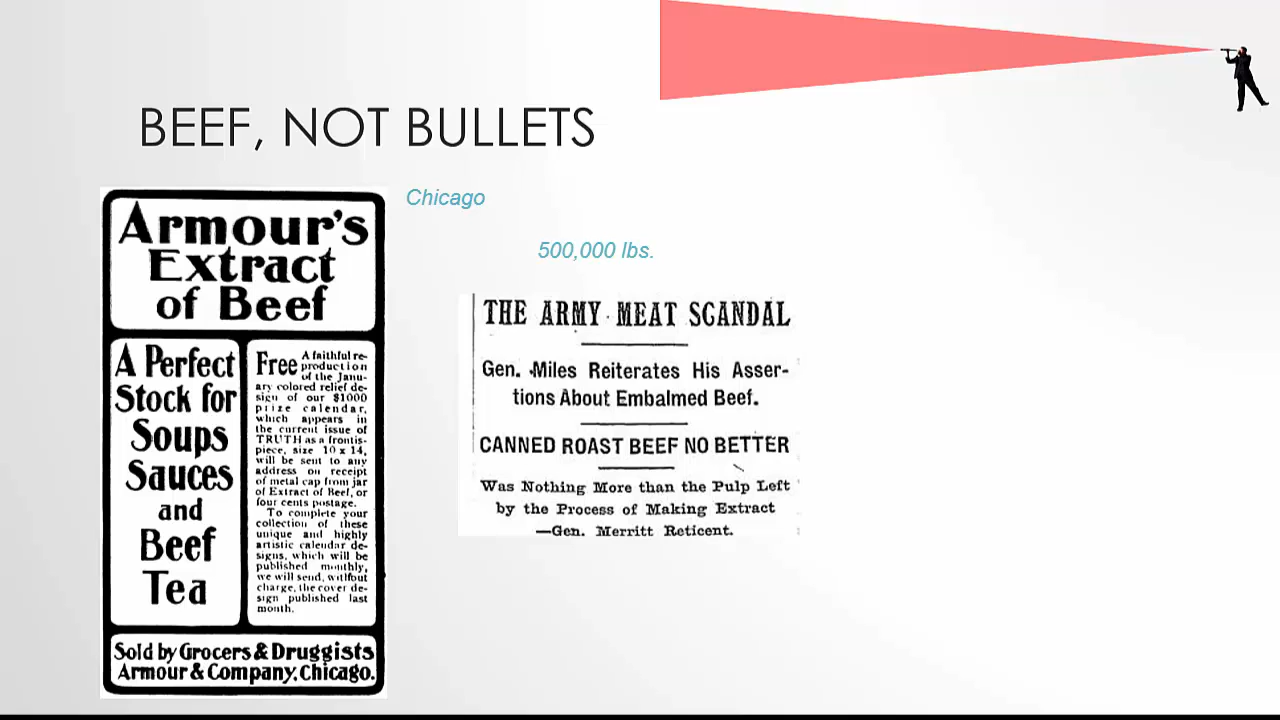 BEEF, NOT BULLETS
Chicago
500,000 lbs.
Armour's
Extract
of Beef
A Perfect
Stock for
Soups
Sauces
and
Beef
Tea
Free A faithful re-
production
of the Janu-
ary colored relief de-
sign of our $1000
prize calendar,
which appears in
the current issue of
TRUTH as a frontis-
piece, size 10 x 14,
will be sent to any
address on receipt
of metal cap from jar
of Extract of Beef, or
four cents postage.
To complete your
collection of these
unique and highly
artistic calendar de-
signs, which will be
published monthly,
we will send, without
charge, the cover de-
sign published last
month.
Sold by Grocers & Druggists
Armour & Company, Chicago.
THE ARMY MEAT SCANDAL
Gen. Miles Reiterates His Asser-
tions About Embalmed Beef.
CANNED ROAST BEEF NO BETTER
Was Nothing More than the Pulp Left
by the Process of Making Extract
—Gen. Merritt Reticent.